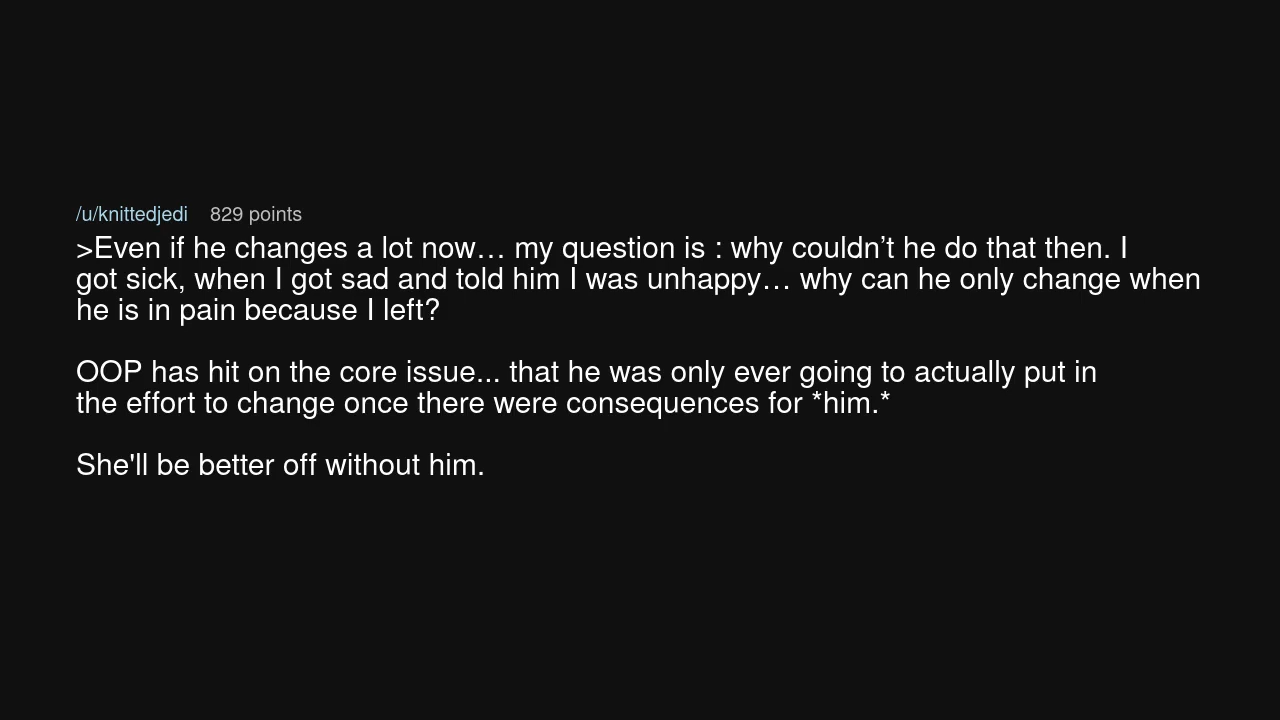 /u/knittedjedi 829 points
>Even if he changes a lot now… my question is : why couldn’t he do that then. I
got sick, when I got sad and told him I was unhappy… why can he only change when
he is in pain because I left?
OOP has hit on the core issue... that he was only ever going to actually put in
the effort to change once there were consequences for *him.*
She'll be better off without him.